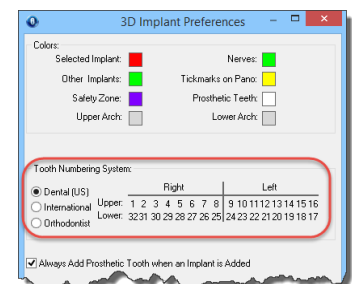 3D Implant Preferences
Colors:
Selected Implant: Nerves:
Other Implants: Tickmarks on Pano:
Safety Zone: Prosthetic Teeth:
Upper Arch: Lower Arch:
Tooth Numbering System:
Right Left
Dental (US)
Upper: 1 2 3 4 5 6 7 8 9 10 11 12 13 14 15 16
International
Lower: 32 31 30 29 28 27 26 25 24 23 22 21 20 19 18 17
Orthodontist
Always Add Prosthetic Tooth when an Implant is Added